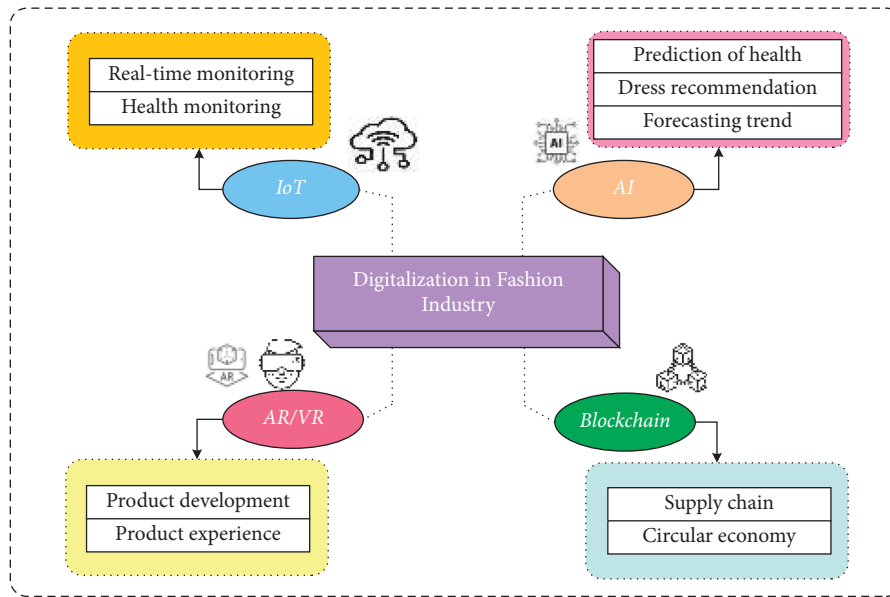 Real-time monitoring
Health monitoring
Prediction of health
Dress recommendation
Forecasting trend
AI
IoT
AI
Digitalization in Fashion
Industry
AR
AR/VR
Blockchain
Product development
Product experience
Supply chain
Circular economy